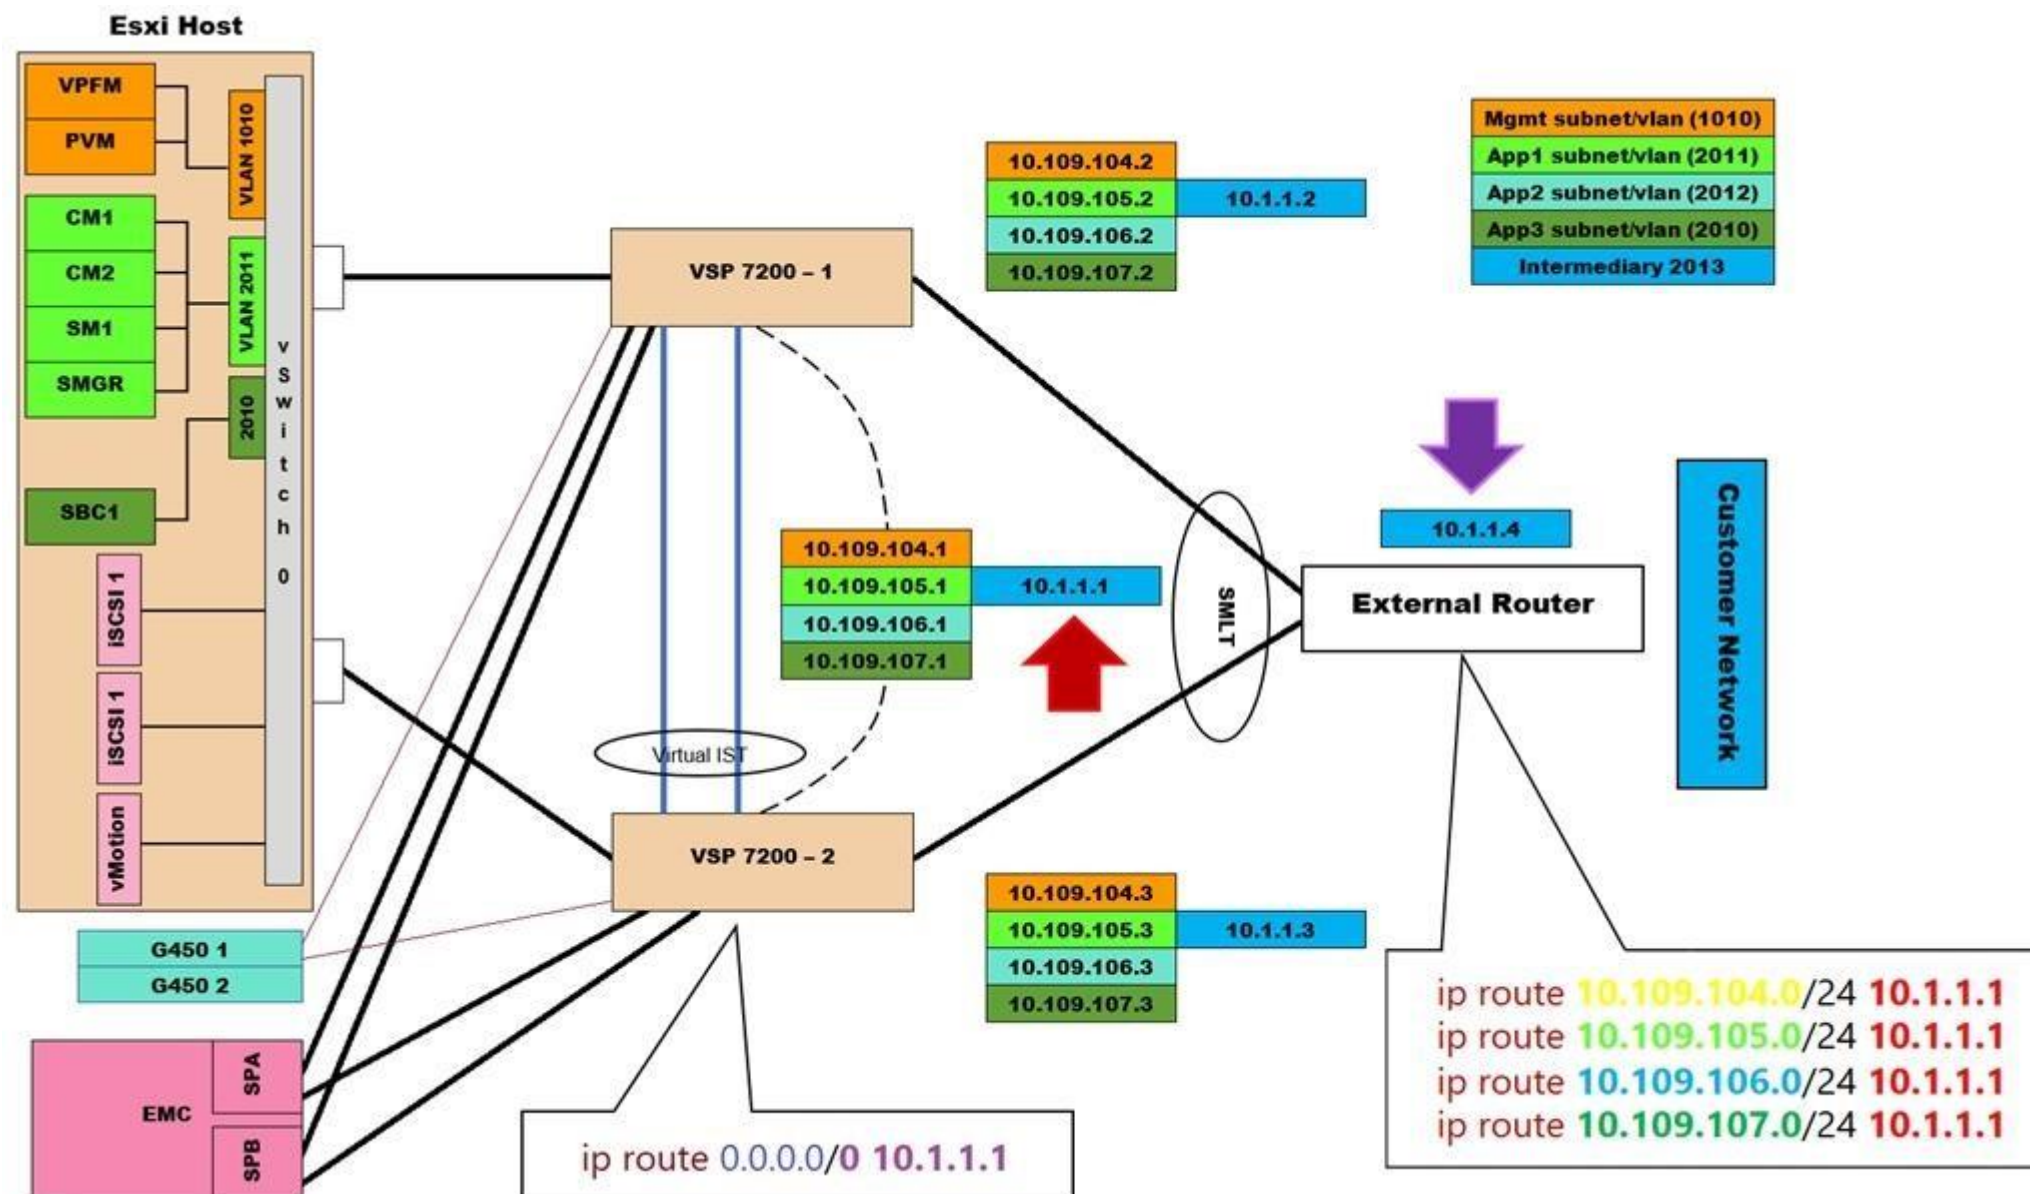 Esxi Host
VPFM
PVM
VLAN 1010
CM1
CM2
SM1
SMGR
VLAN 2011
2010
SBC1
iSCSI 1
iSCSI 1
vMotion
vSwitch 0
G450 1
G450 2
EMC
SPA
SPB
VSP 7200 – 1
10.109.104.2
10.109.105.2
10.1.1.2
10.109.106.2
10.109.107.2
Mgmt subnet/vlan (1010)
App1 subnet/vlan (2011)
App2 subnet/vlan (2012)
App3 subnet/vlan (2010)
Intermediary 2013
10.109.104.1
10.109.105.1
10.1.1.1
10.109.106.1
10.109.107.1
SMLT
10.1.1.4
External Router
Customer Network
Virtual IST
VSP 7200 – 2
10.109.104.3
10.109.105.3
10.1.1.3
10.109.106.3
10.109.107.3
ip route 0.0.0.0/0 10.1.1.1
ip route 10.109.104.0/24 10.1.1.1
ip route 10.109.105.0/24 10.1.1.1
ip route 10.109.106.0/24 10.1.1.1
ip route 10.109.107.0/24 10.1.1.1